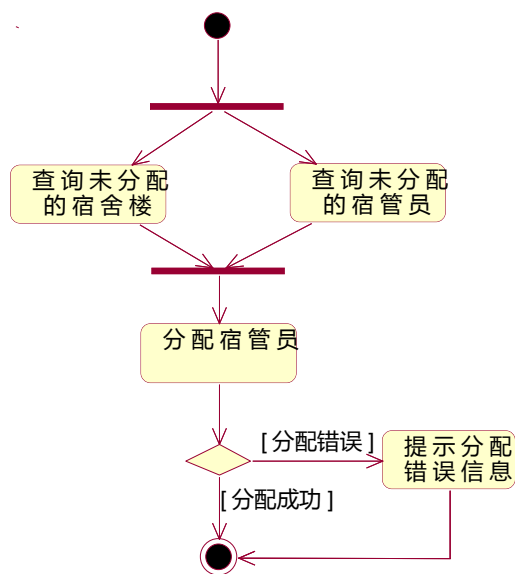 查询未分配
的宿舍楼
查询未分配
的宿管员
分配宿管员
[ 分配错误 ]
提示分配
错误信息
[ 分配成功 ]